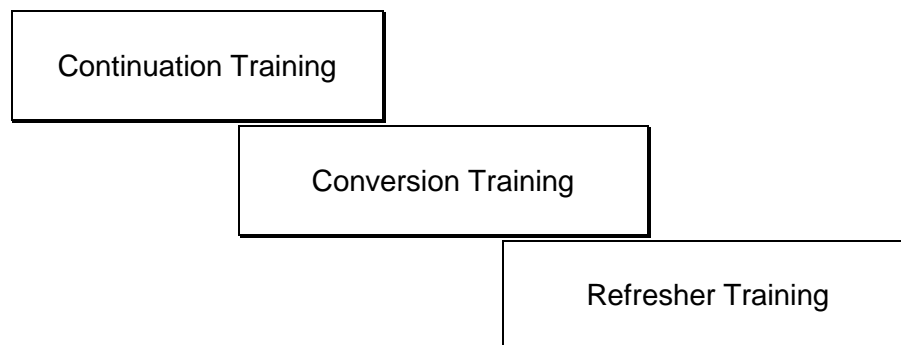 Continuation Training
Conversion Training
Refresher Training